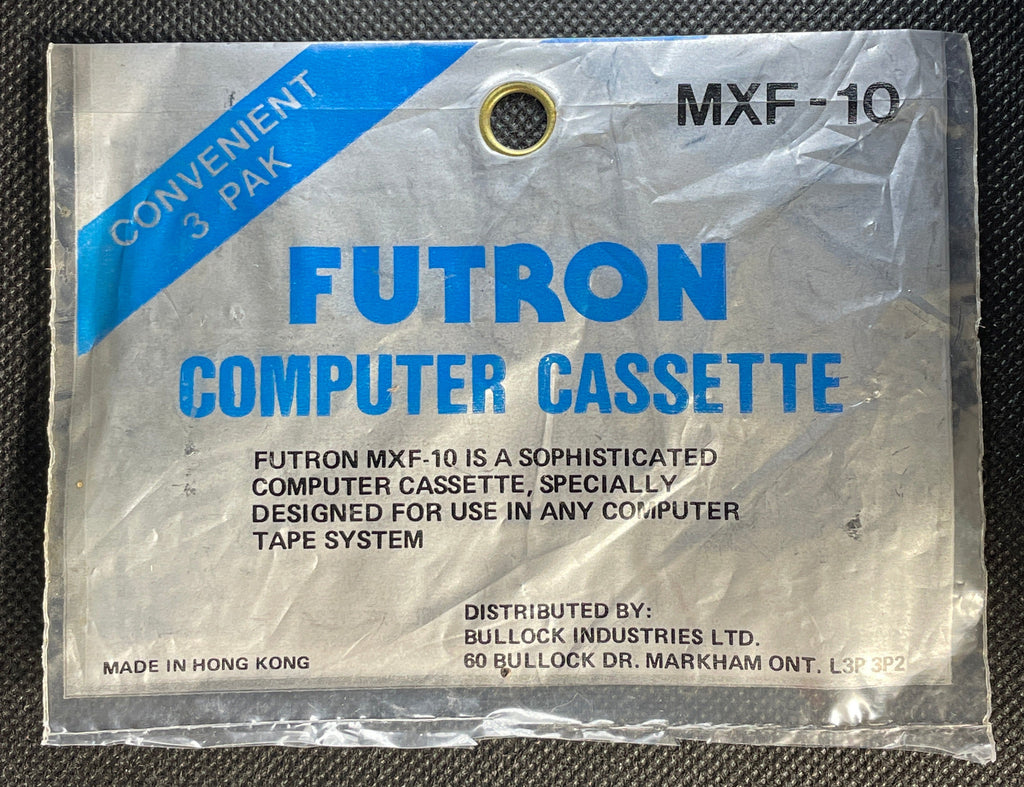 CONVENIENT
3 PAK
MXF-10
FUTRON
COMPUTER CASSETTE
FUTRON MXF-10 IS A SOPHISTICATED
COMPUTER CASSETTE, SPECIALLY
DESIGNED FOR USE IN ANY COMPUTER
TAPE SYSTEM
DISTRIBUTED BY:
BULLOCK INDUSTRIES LTD.
60 BULLOCK DR. MARKHAM ONT. L3P 3P2
MADE IN HONG KONG